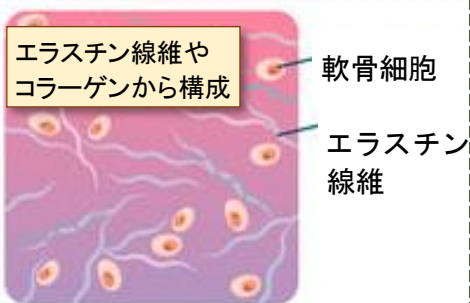 エラスチン線維や
コラーゲンから構成
軟骨細胞
エラスチン
線維